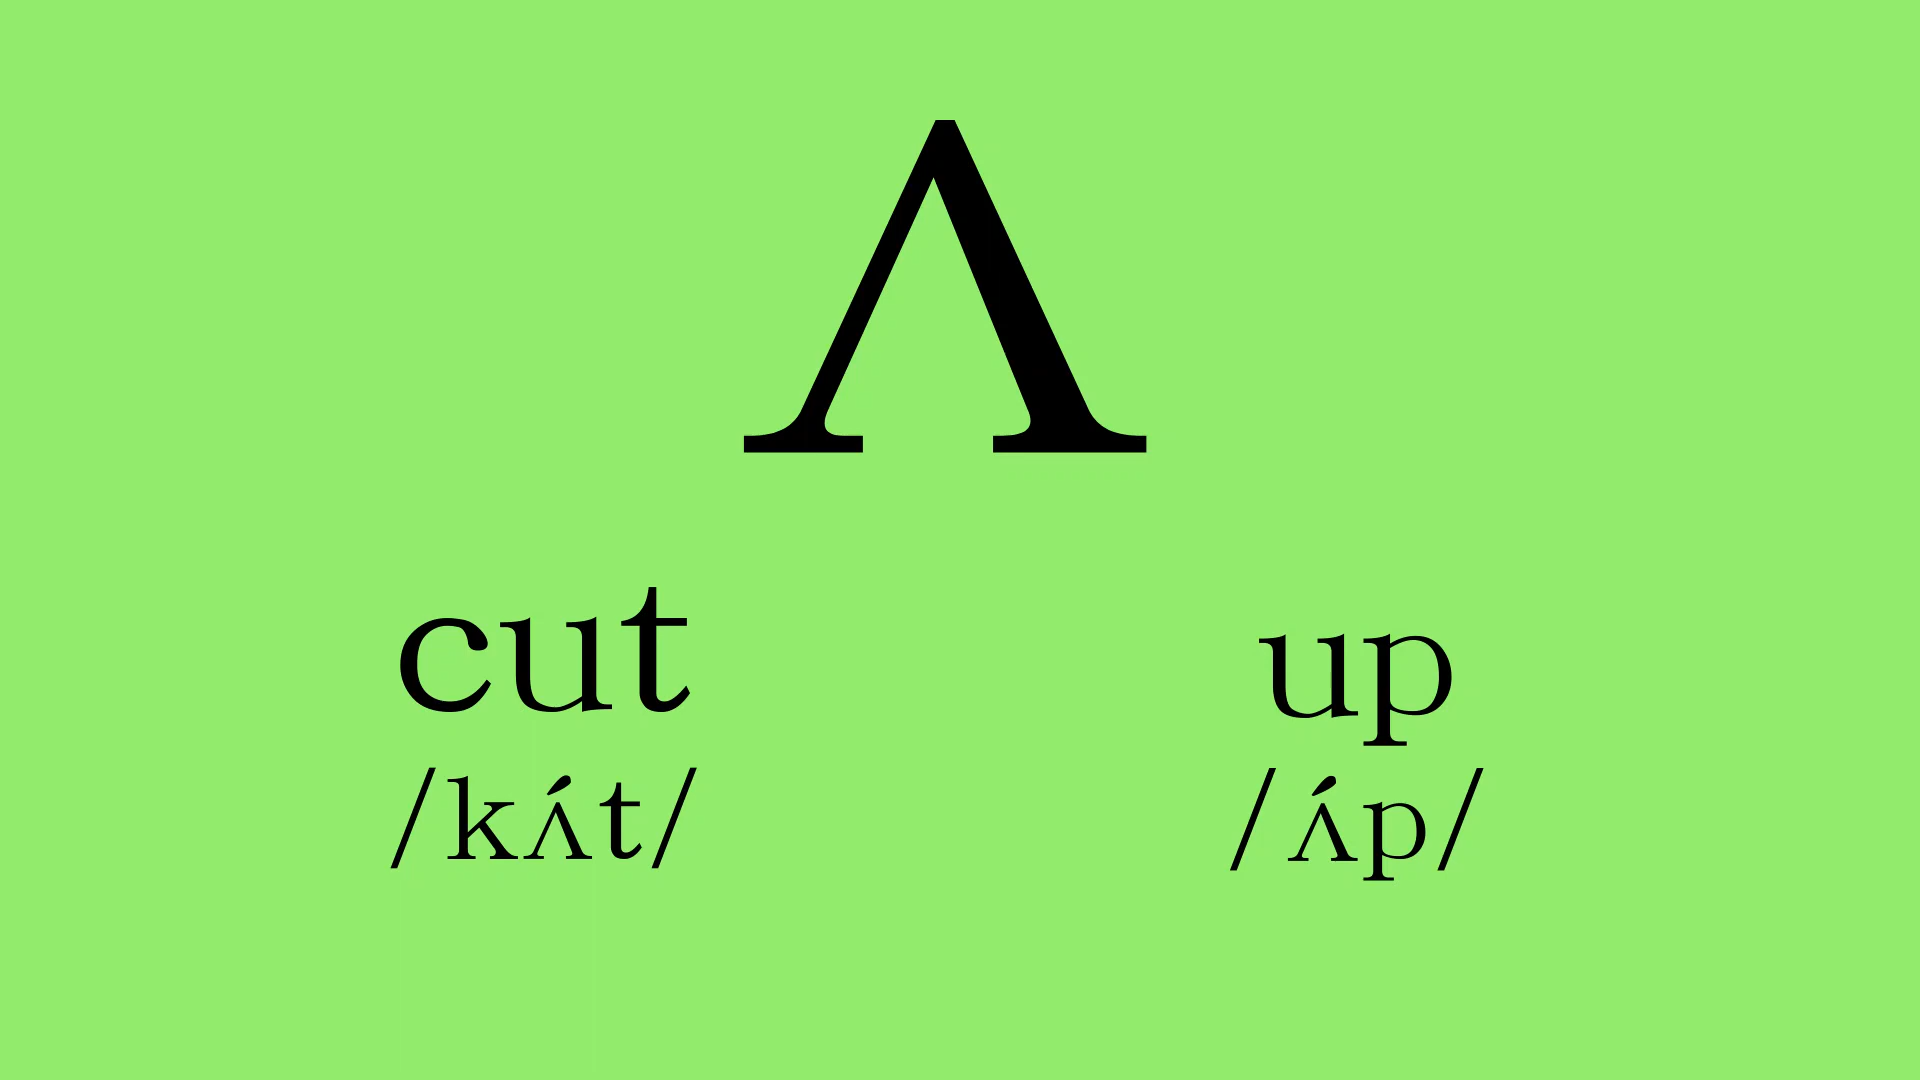 ʌ
cut up
/kʌ́t/ /ʌ́p/